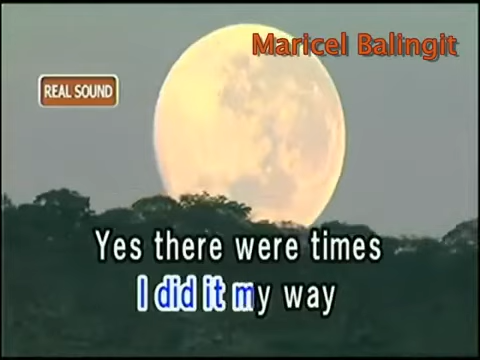 Maricel Balingit
REAL SOUND
Yes there were times
I did it my way